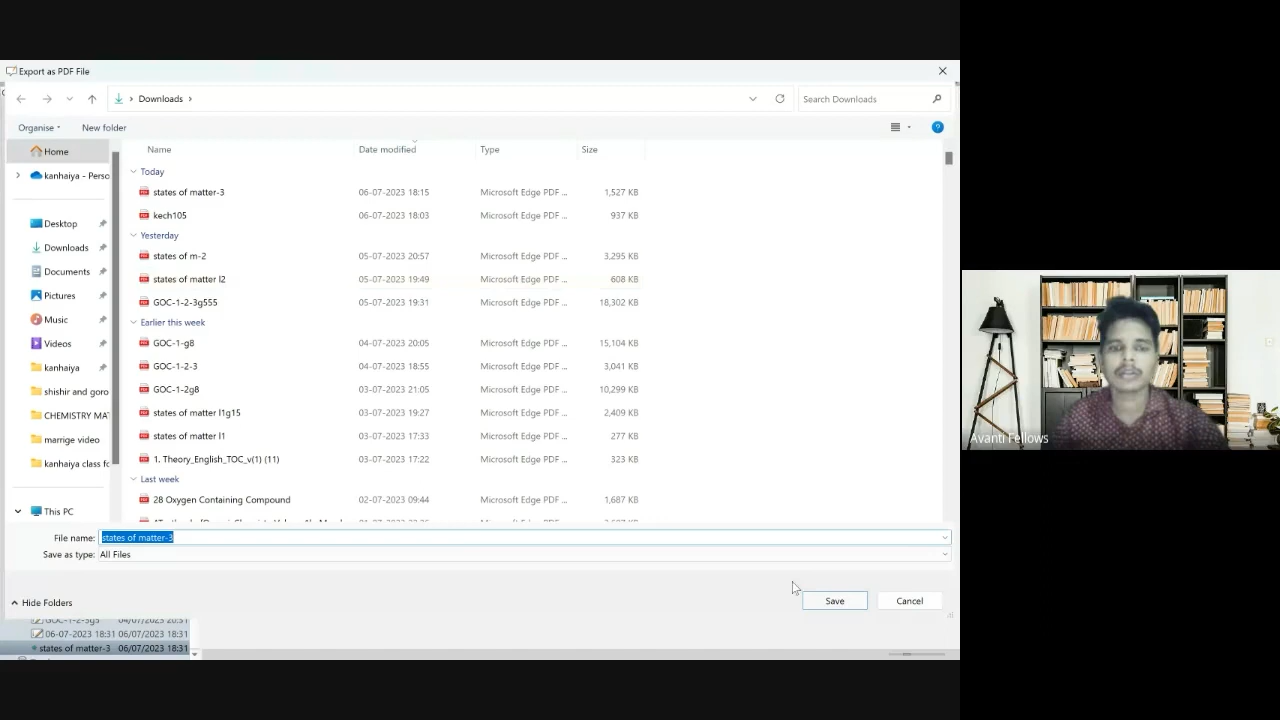 Export as PDF File
Downloads
Search Downloads
Organise
New folder
Name Date modified Type Size
Home
kanhaiya - Perso
Desktop
Downloads
Documents
Pictures
Music
Videos
kanhaiya
shishir and goro
CHEMISTRY MA
marrige video
kanhaiya class fo
This PC
Today
states of matter-3 06-07-2023 18:15 Microsoft Edge PDF ... 1,527 KB
kech105 06-07-2023 18:03 Microsoft Edge PDF ... 937 KB
Yesterday
states of m-2 05-07-2023 20:57 Microsoft Edge PDF ... 3,295 KB
states of matter l2 05-07-2023 19:49 Microsoft Edge PDF ... 608 KB
GOC-1-2-3g555 05-07-2023 19:31 Microsoft Edge PDF ... 18,302 KB
Earlier this week
GOC-1-g8 04-07-2023 20:05 Microsoft Edge PDF ... 15,104 KB
GOC-1-2-3 04-07-2023 18:55 Microsoft Edge PDF ... 3,041 KB
GOC-1-2g8 03-07-2023 21:05 Microsoft Edge PDF ... 10,299 KB
states of matter l1g15 03-07-2023 19:27 Microsoft Edge PDF ... 2,409 KB
states of matter l1 03-07-2023 17:33 Microsoft Edge PDF ... 277 KB
1. Theory_English_TOC_v(1) (11) 03-07-2023 17:22 Microsoft Edge PDF ... 323 KB
Last week
28 Oxygen Containing Compound 02-07-2023 09:44 Microsoft Edge PDF ... 1,687 KB
File name: states of matter-3
Save as type: All Files
Hide Folders
Save
Cancel
06-07-2023 18:31 06/07/2023 18:31
states of matter-3 06/07/2023 18:31
Avanti Fellows